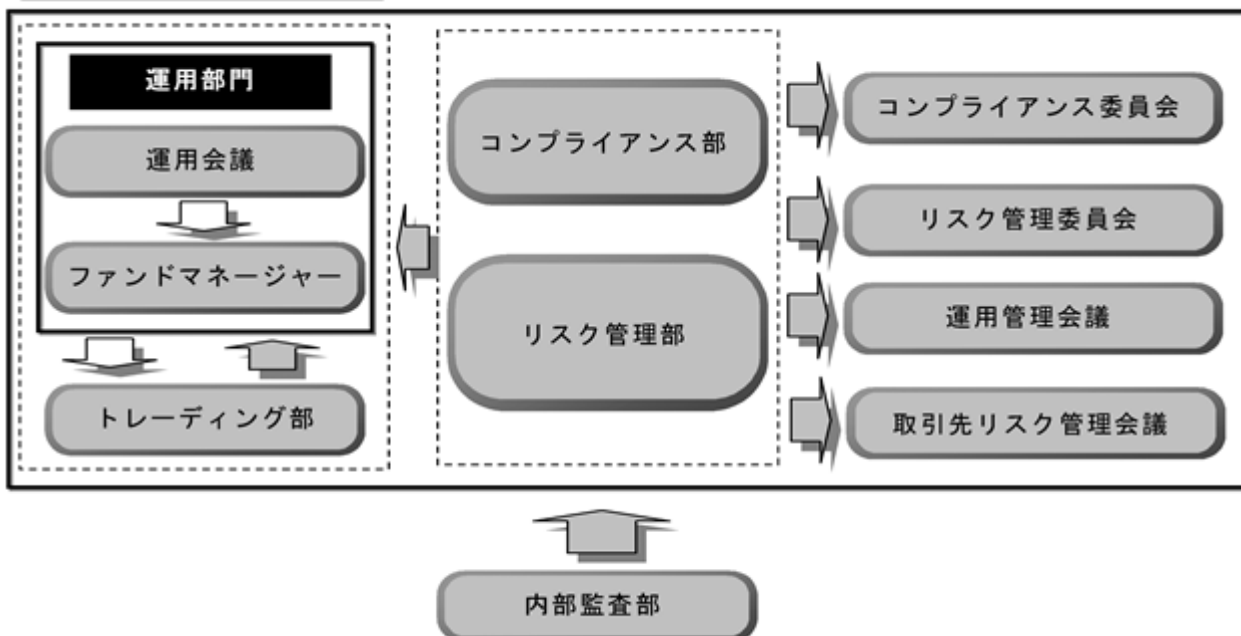 運用部門
運用会議
ファンドマネージャー
トレーディング部
コンプライアンス部
リスク管理部
コンプライアンス委員会
リスク管理委員会
運用管理会議
取引先リスク管理会議
内部監査部